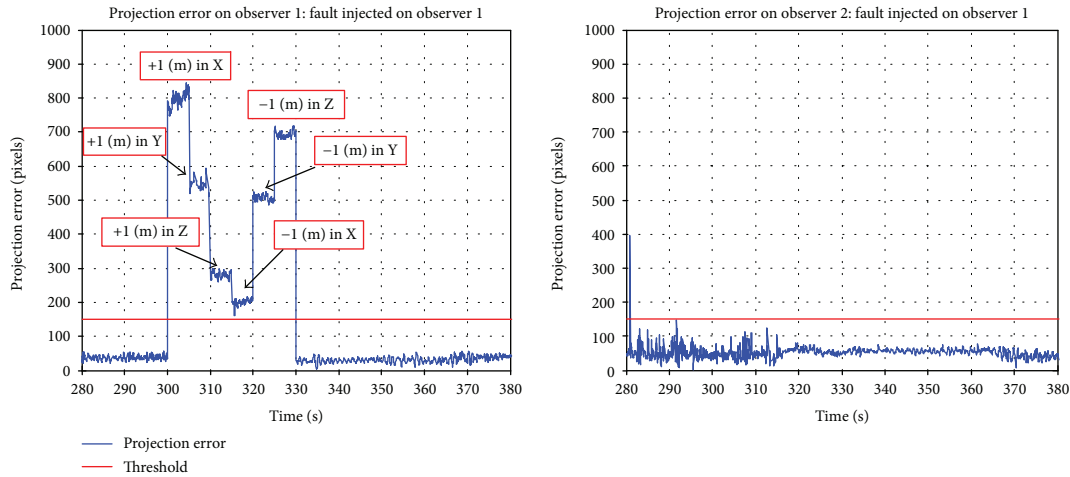 Projection error on observer 1: fault injected on observer 1
1000
900
800
700
600
500
400
300
200
100
0
Projection error (pixels)
+1 (m) in X
+1 (m) in Y
+1 (m) in Z
−1 (m) in Z
−1 (m) in Y
−1 (m) in X
280 290 300 310 320 330 340 350 360 370 380
Time (s)
Projection error
Threshold
Projection error on observer 2: fault injected on observer 1
1000
900
800
700
600
500
400
300
200
100
0
Projection error (pixels)
280 290 300 310 320 330 340 350 360 370 380
Time (s)